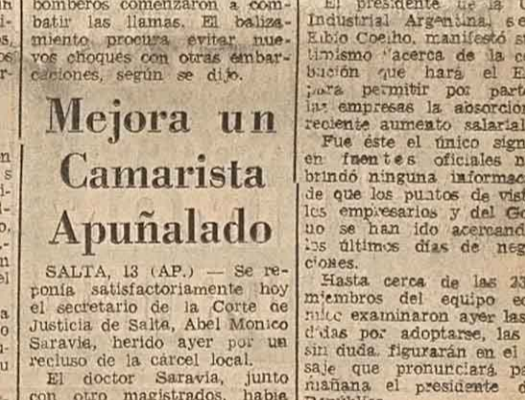 bomberos comenzaron a com-
batir las llamas. El baliza-
miento procura evitar nue-
vos choques con otras embar-
caciones, según se dijo.
Mejora un
Camarista
Apuñalado
SALTA, 13 (AP.) — Se re-
ponía satisfactoriamente hoy
el secretario de la Corte de
Justicia de Salta, Abel Monico
Saravia, herido ayer por un
recluso de la cárcel local.
El doctor Saravia, junto
con otro magistrados, había
El presidente de la
Industrial Argentina, se
Elbio Coelho, manifestó s
timismo acerca de la c
bución que hará el E
para permitir por part
las empresas la absorció
reciente aumento salarial
Fue éste el único sign
en fuentes oficiales n
brindó ninguna informac
de que los puntos de vis
los empresarios y del G
no se han ido acercand
los últimos días de neg
ciones.
Hasta cerca de las 23
miembros del equipo ec
examinaron ayer las
didas por adoptarse, las
sin duda, figurarán en el
saje que pronunciará p
mañana el presidente d